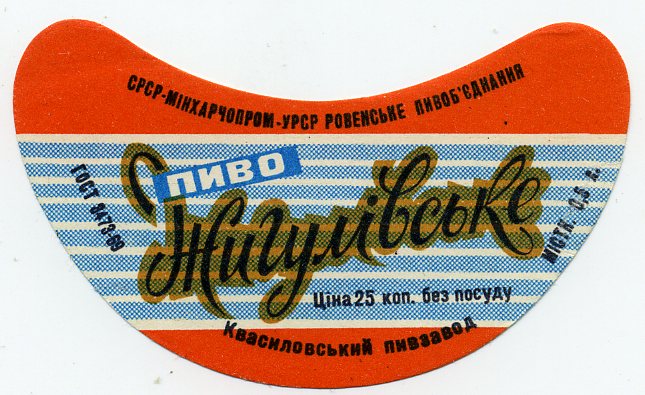 СРСР-МІНХАРЧОПРОМ-УРСР РОВЕНСЬКЕ ПИВОБ'ЄДНАННЯ
ГОСТ 3473-69
ПИВО
Жигулівське
МІСТК. 0,5 л.
Ціна 25 коп. без посуду
Квасиловський пивзавод